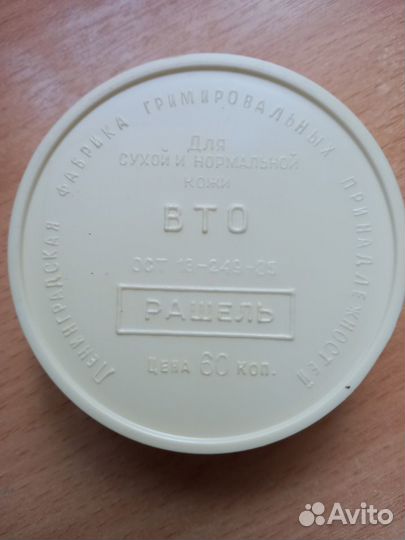 Ленинградская фабрика гримировальных принадлежностей
Для
сухой и нормальной
кожи
ВТО
ОСТ 18-249-85
РАШЕЛЬ
Цена 60 коп.
Avito